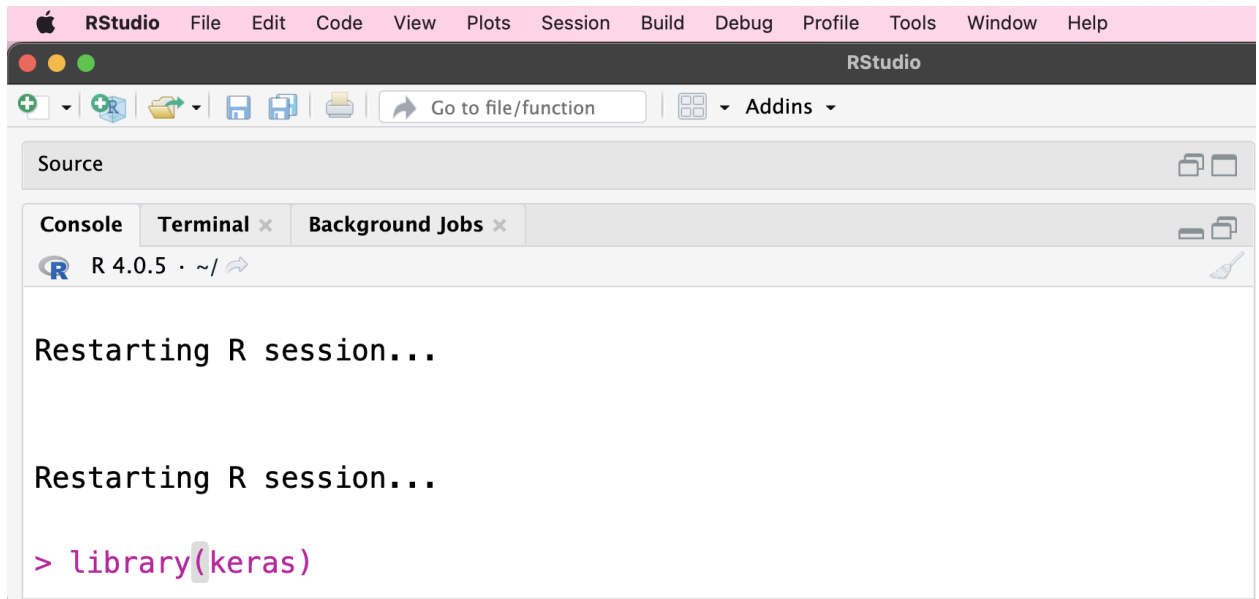 RStudio File Edit Code View Plots Session Build Debug Profile Tools Window Help
RStudio
Go to file/function Addins
Source
Console Terminal Background Jobs
R 4.0.5 · ~/
Restarting R session...
Restarting R session...
> library(keras)